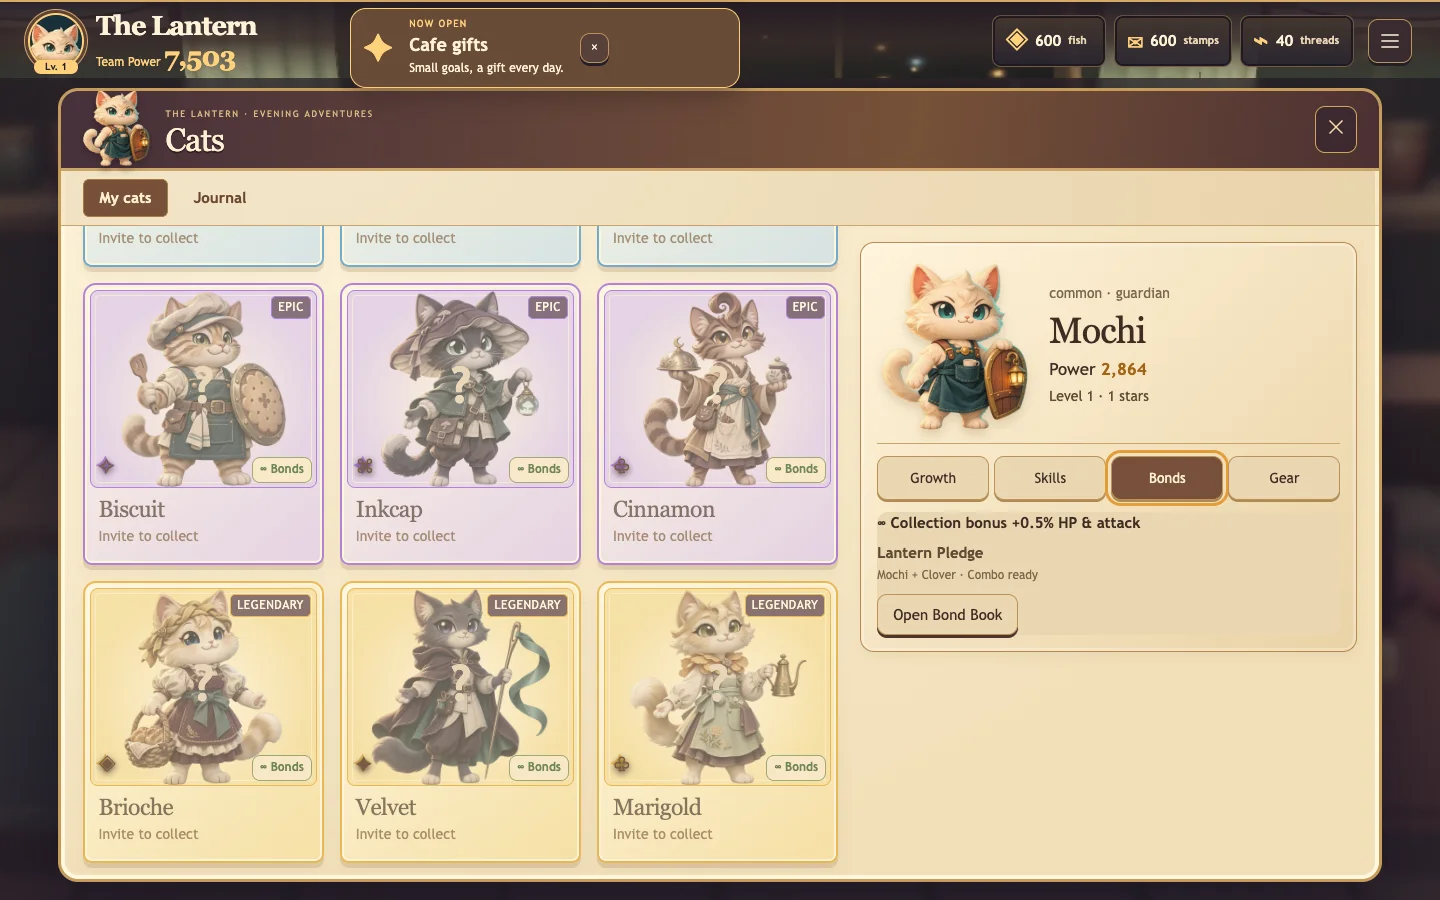 The Lantern
Team Power 7,503
Lv. 1
NOW OPEN
Cafe gifts
Small goals, a gift every day.
×
600 fish
600 stamps
40 threads
THE LANTERN · EVENING ADVENTURES
Cats
My cats
Journal
Invite to collect
Invite to collect
Invite to collect
EPIC
?
∞ Bonds
Biscuit
Invite to collect
EPIC
?
∞ Bonds
Inkcap
Invite to collect
EPIC
?
∞ Bonds
Cinnamon
Invite to collect
LEGENDARY
?
∞ Bonds
Brioche
Invite to collect
LEGENDARY
?
∞ Bonds
Velvet
Invite to collect
LEGENDARY
?
∞ Bonds
Marigold
Invite to collect
common · guardian
Mochi
Power 2,864
Level 1 · 1 stars
Growth
Skills
Bonds
Gear
∞ Collection bonus +0.5% HP & attack
Lantern Pledge
Mochi + Clover · Combo ready
Open Bond Book